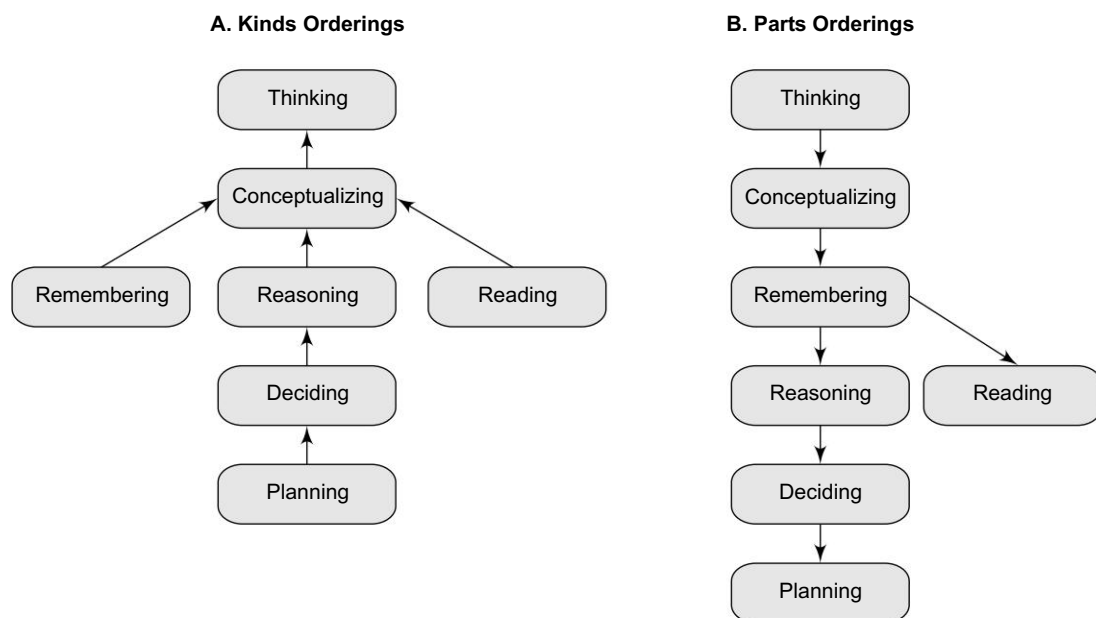 A. Kinds Orderings
Thinking
Conceptualizing
Remembering
Reasoning
Reading
Deciding
Planning
B. Parts Orderings
Thinking
Conceptualizing
Remembering
Reasoning
Reading
Deciding
Planning